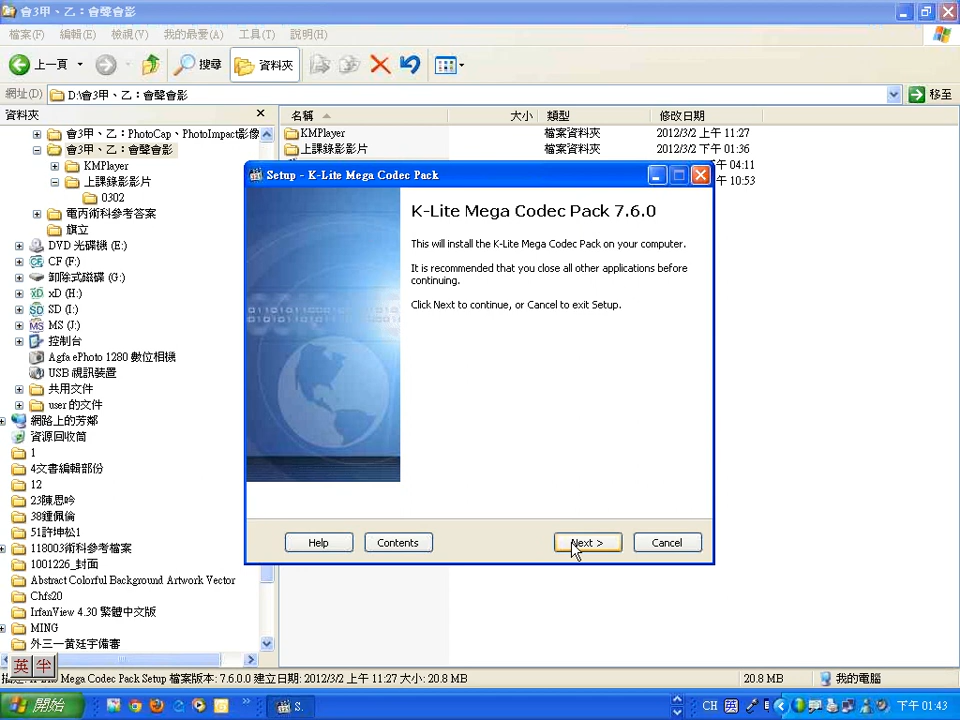 會3甲、乙：會聲會影
檔案(F) 編輯(E) 檢視(V) 我的最愛(A) 工具(T) 說明(H)
上一頁 搜尋 資料夾
網址(D) D:\會3甲、乙：會聲會影 移至
資料夾
會3甲、乙：PhotoCap、PhotoImpact影像
會3甲、乙：會聲會影
KMPlayer
上課錄影影片
0302
電丙術科參考答案
旗立
DVD 光碟機 (E:)
CF (F:)
卸除式磁碟 (G:)
xD (H:)
SD (I:)
MS (J:)
控制台
Agfa ePhoto 1280 數位相機
USB 視訊裝置
共用文件
user 的文件
網路上的芳鄰
資源回收筒
1
4文書編輯部份
12
23陳思吟
38鍾佩倫
51許坤松1
118003術科參考檔案
1001226_封面
Abstract Colorful Background Artwork Vector
Chfs20
IrfanView 4.30 繁體中文版
MING
外三一黃廷宇備審
名稱 大小 類型 修改日期
KMPlayer 檔案資料夾 2012/3/2 上午 11:27
上課錄影影片 檔案資料夾 2012/3/2 下午 01:36
午 04:11
午 10:53
Setup - K-Lite Mega Codec Pack
K-Lite Mega Codec Pack 7.6.0
This will install the K-Lite Mega Codec Pack on your computer.
It is recommended that you close all other applications before
continuing.
Click Next to continue, or Cancel to exit Setup.
Help Contents Next > Cancel
英 半
Mega Codec Pack Setup 檔案版本: 7.6.0.0 建立日期: 2012/3/2 上午 11:27 大小: 20.8 MB 20.8 MB 我的電腦
開始 S. CH 英 下午 01:43